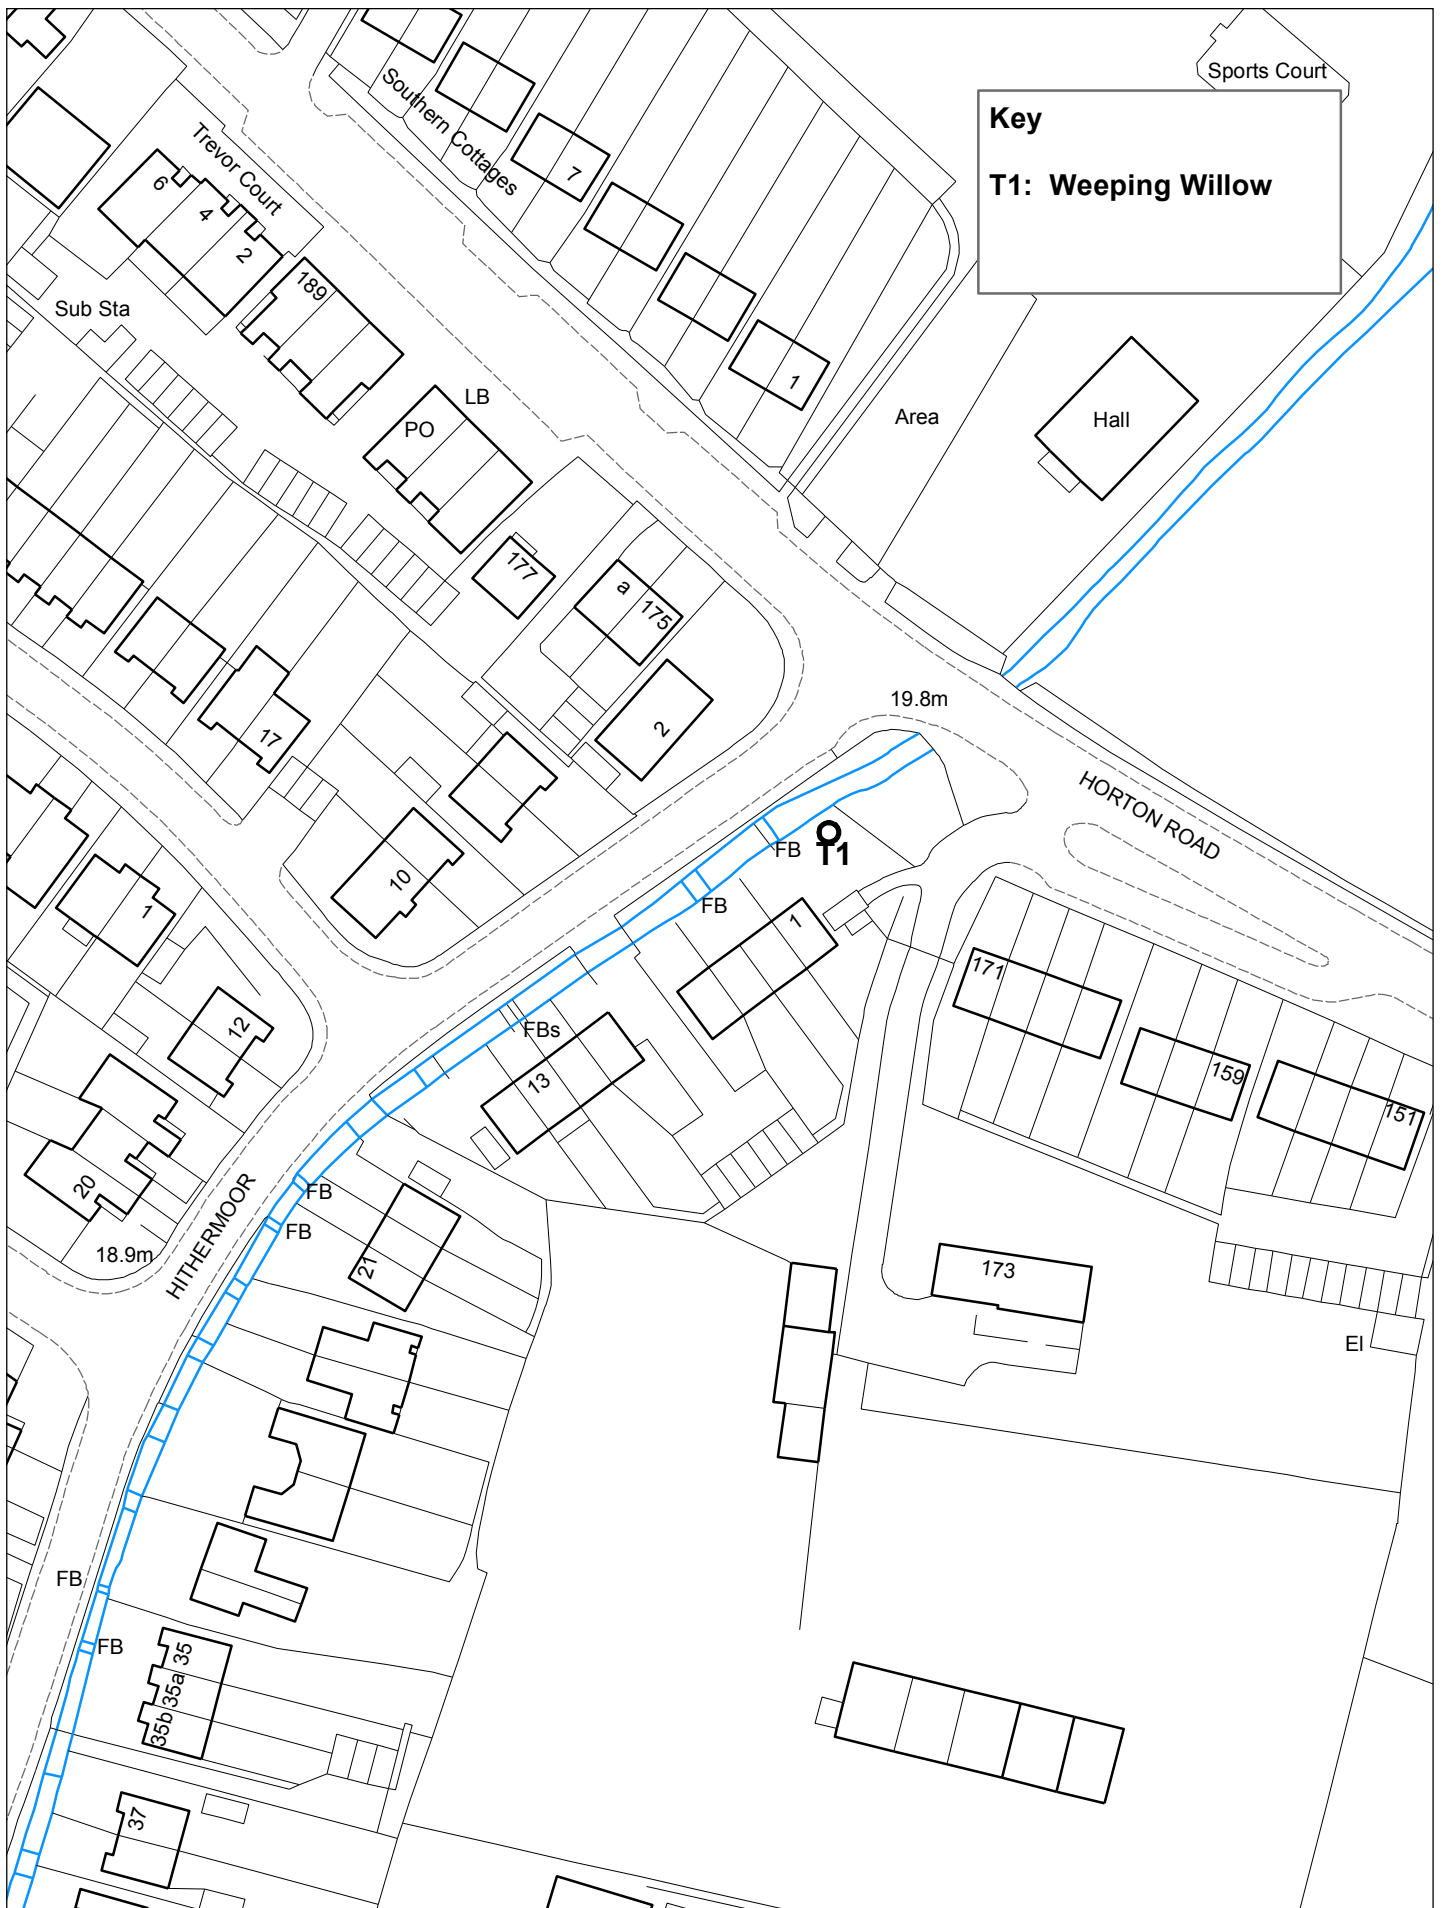 Sports Court
Key
T1: Weeping Willow
Southern Cottages
7
Trevor Court
6
4
2
189
Sub Sta
1
LB
PO
Area
Hall
177
a
175
2
19.8m
17
HORTON ROAD
FB
T1
10
FB
1
1
171
12
FBs
13
159
151
20
FB
FB
18.9m
HITHERMOOR
21
173
El
FB
FB
35
35a
35b
37